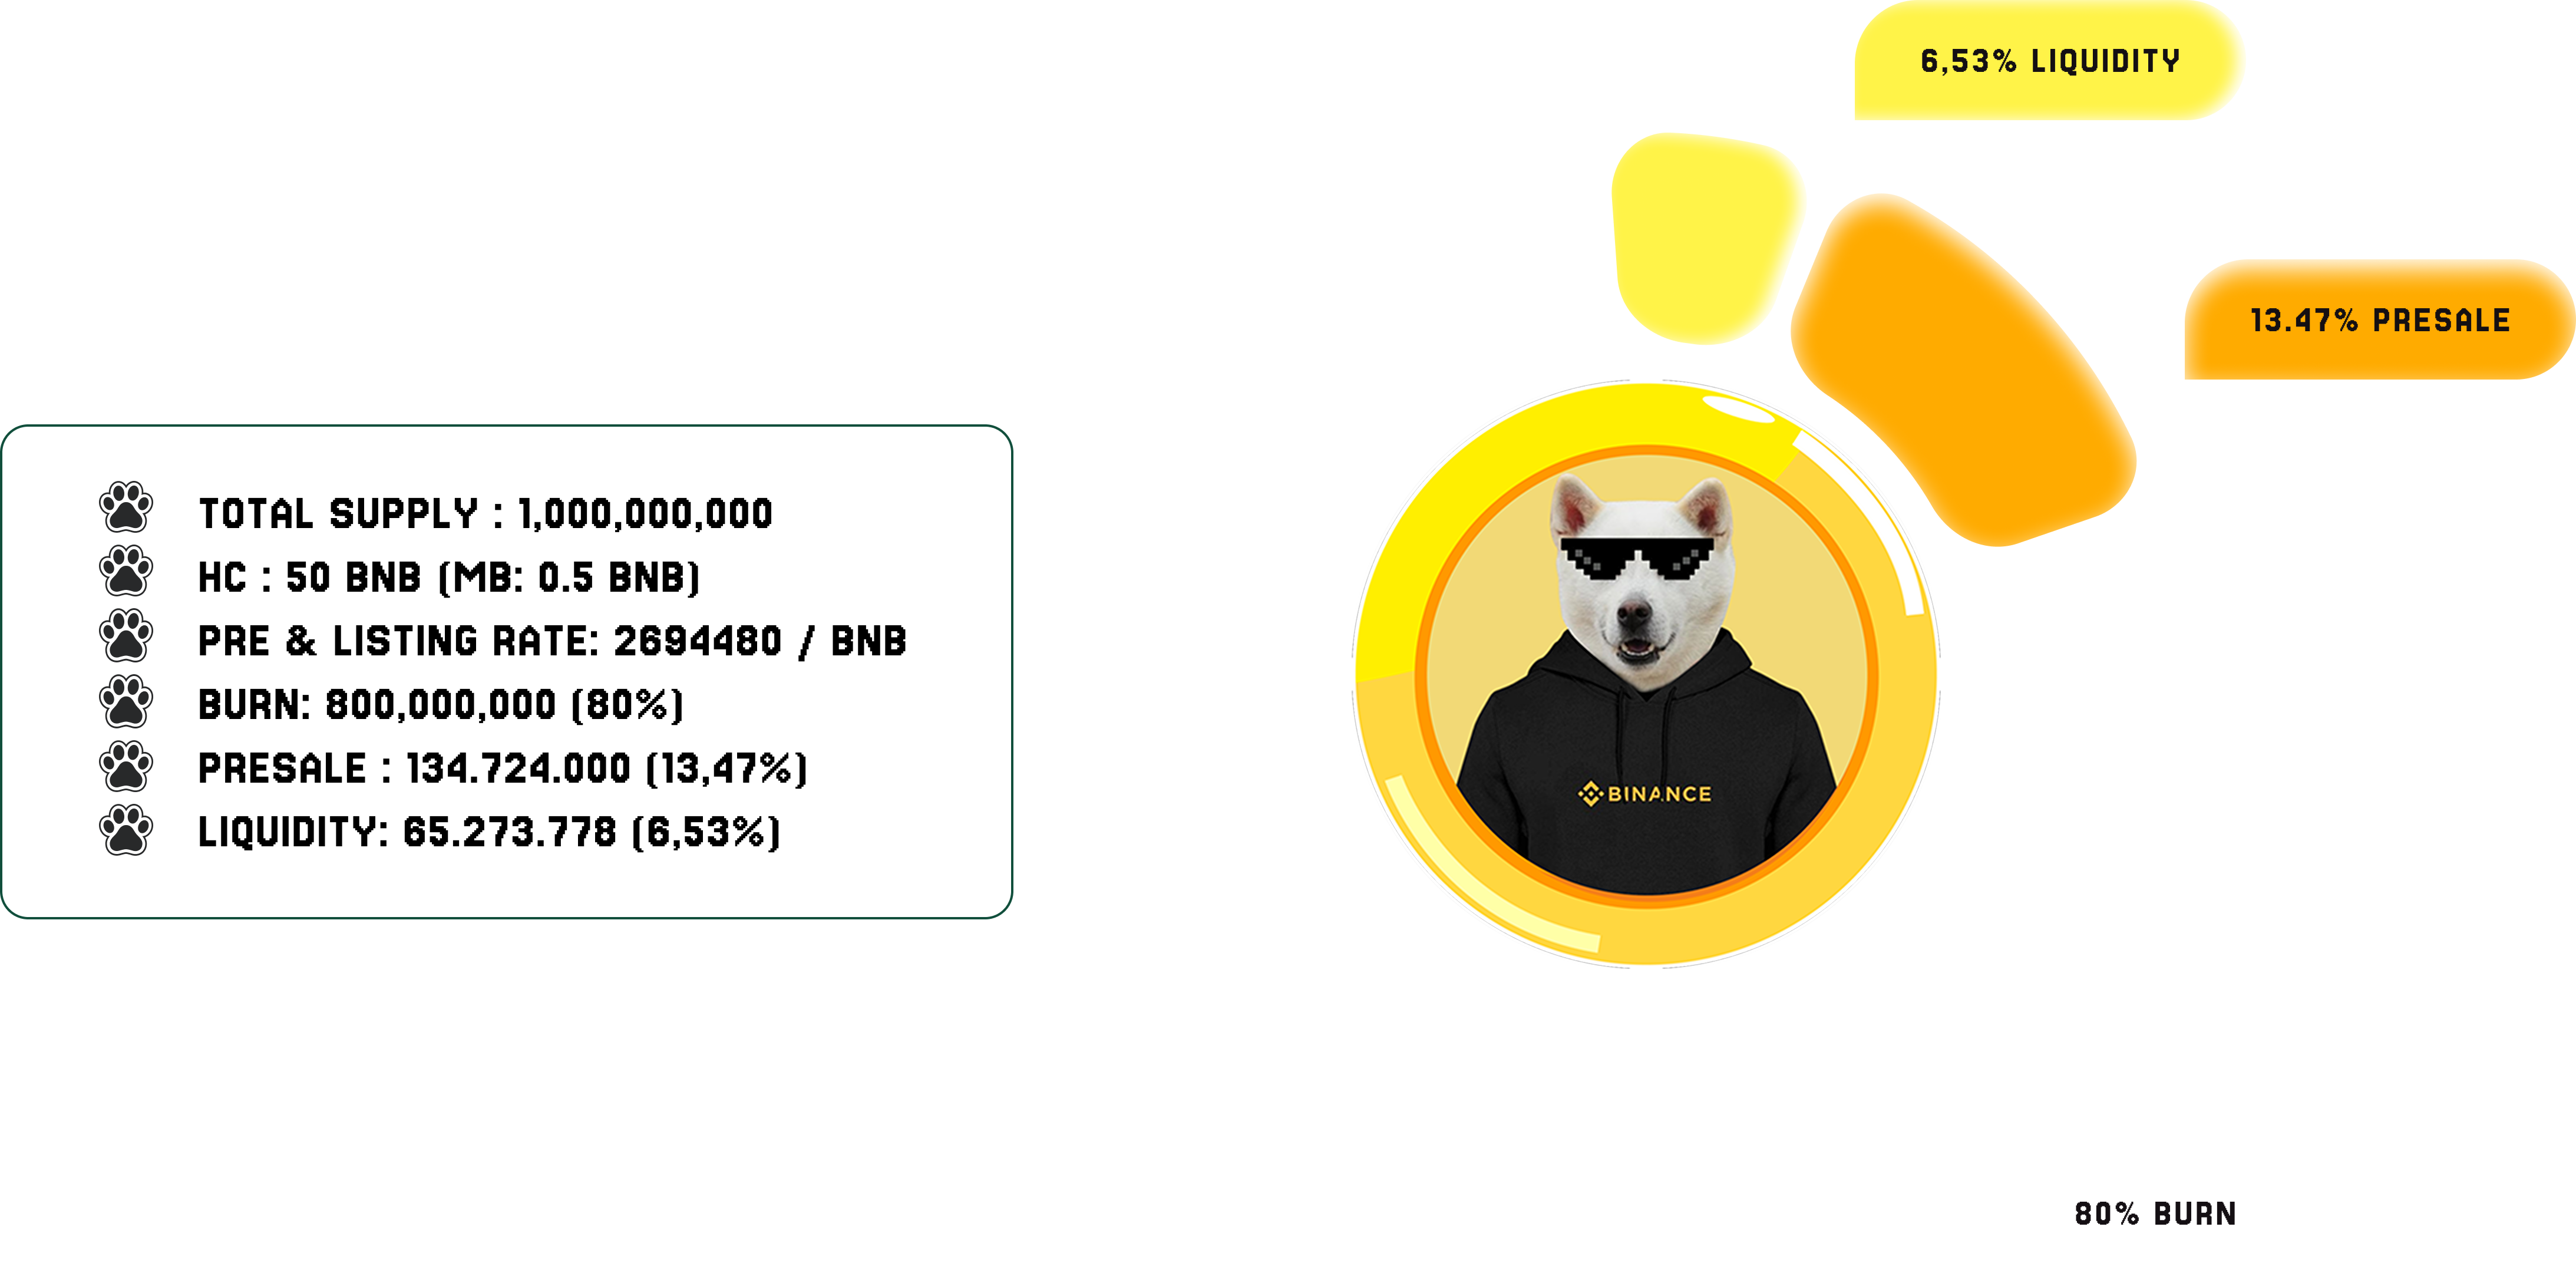 6,53% LIQUIDITY
13.47% PRESALE
TOTAL SUPPLY : 1,000,000,000
HC : 50 BNB (MB: 0.5 BNB)
PRE & LISTING RATE: 2694480 / BNB
BURN: 800,000,000 (80%)
PRESALE : 134.724.000 (13,47%)
LIQUIDITY: 65.273.778 (6,53%)
BINANCE
80% BURN